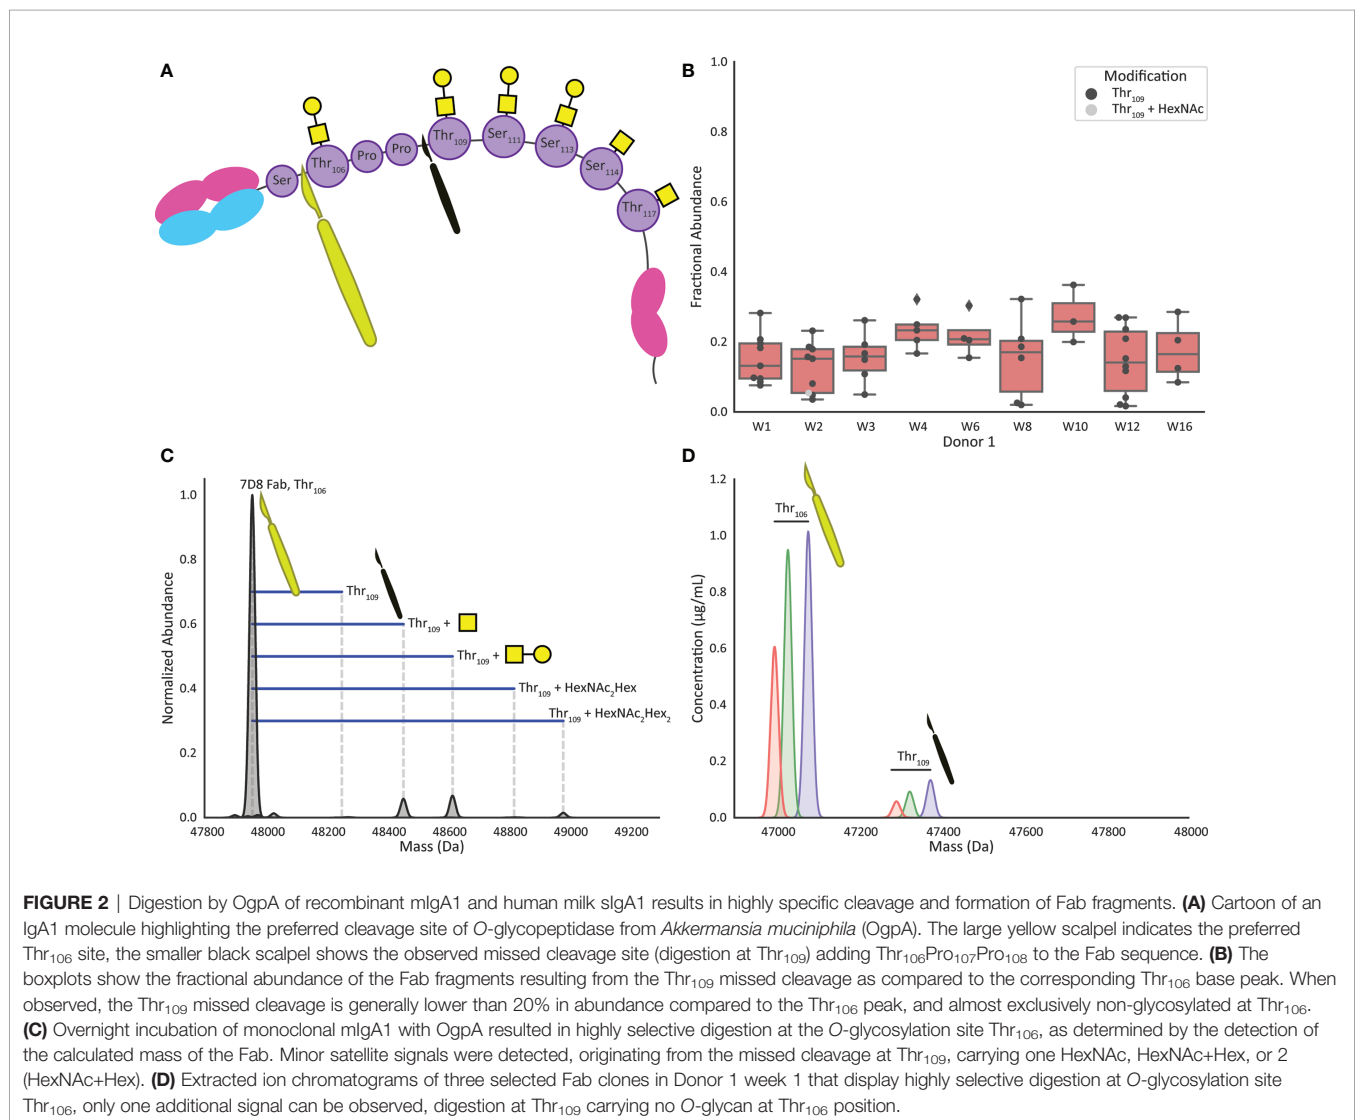 A
Ser
Thr106
Pro
Pro
Thr109
Ser111
Ser113
Ser114
Thr117
B
1.0
0.8
0.6
0.4
0.2
0.0
Fractional Abundance
Modification
Thr109
Thr109 + HexNAc
W1 W2 W3 W4 W6 W8 W10 W12 W16
Donor 1
C
7D8 Fab, Thr106
1.0
0.8
0.6
0.4
0.2
0.0
Normalized Abundance
Thr109
Thr109 +
Thr109 +
Thr109 + HexNAc2Hex
Thr109 + HexNAc2Hex2
47800 48000 48200 48400 48600 48800 49000 49200
Mass (Da)
D
1.2
1.0
0.8
0.6
0.4
0.2
0.0
Concentration (µg/mL)
Thr106
Thr109
47000 47200 47400 47600 47800 48000
Mass (Da)
FIGURE 2 | Digestion by OgpA of recombinant mIgA1 and human milk sIgA1 results in highly specific cleavage and formation of Fab fragments. (A) Cartoon of an
IgA1 molecule highlighting the preferred cleavage site of O-glycopeptidase from Akkermansia muciniphila (OgpA). The large yellow scalpel indicates the preferred
Thr106 site, the smaller black scalpel shows the observed missed cleavage site (digestion at Thr109) adding Thr106Pro107Pro108 to the Fab sequence. (B) The
boxplots show the fractional abundance of the Fab fragments resulting from the Thr109 missed cleavage as compared to the corresponding Thr106 base peak. When
observed, the Thr109 missed cleavage is generally lower than 20% in abundance compared to the Thr106 peak, and almost exclusively non-glycosylated at Thr106.
(C) Overnight incubation of monoclonal mIgA1 with OgpA resulted in highly selective digestion at the O-glycosylation site Thr106, as determined by the detection of
the calculated mass of the Fab. Minor satellite signals were detected, originating from the missed cleavage at Thr109, carrying one HexNAc, HexNAc+Hex, or 2
(HexNAc+Hex). (D) Extracted ion chromatograms of three selected Fab clones in Donor 1 week 1 that display highly selective digestion at O-glycosylation site
Thr106, only one additional signal can be observed, digestion at Thr109 carrying no O-glycan at Thr106 position.